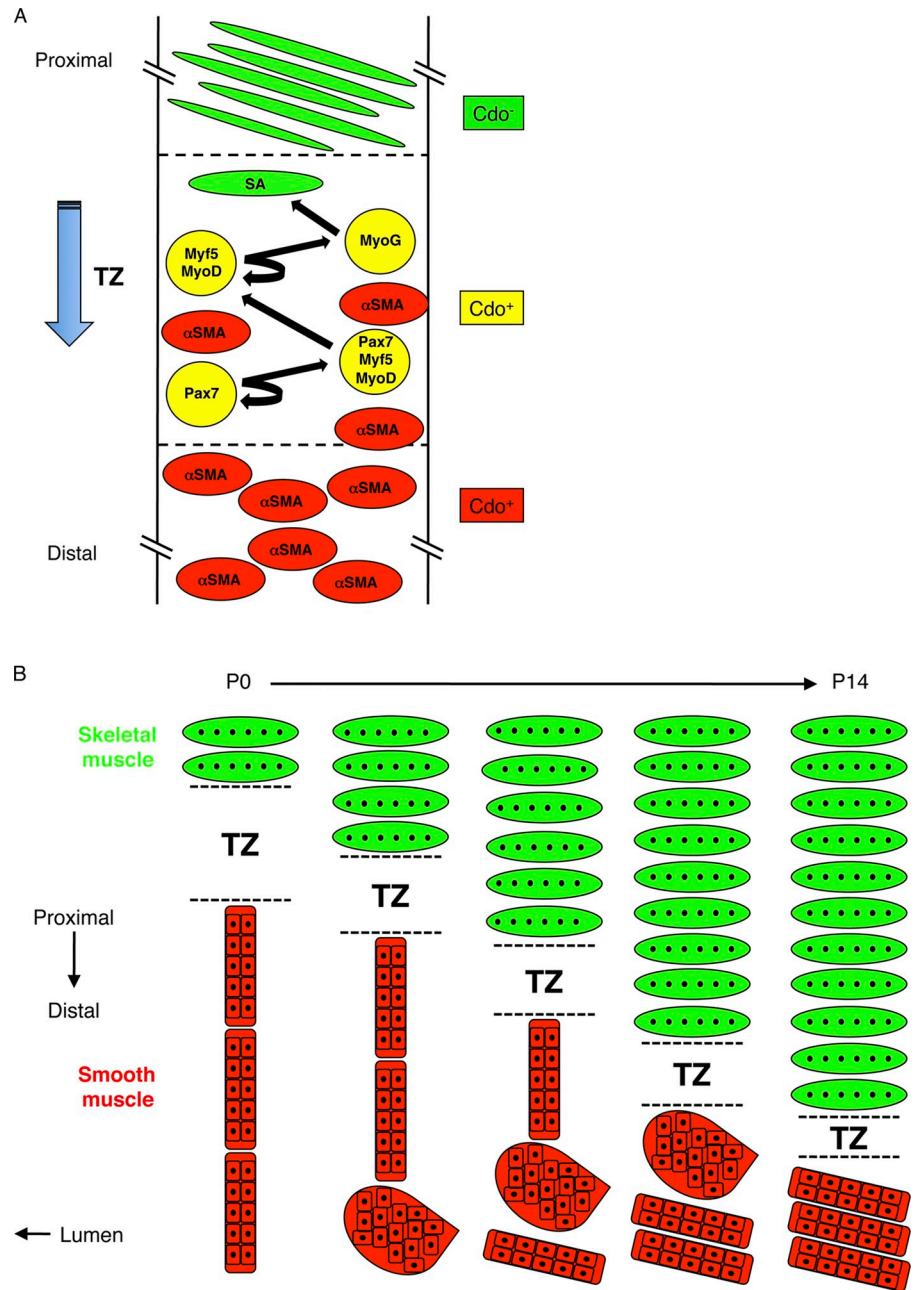 A
Proximal
Cdo⁻
SA
Myf5
MyoD
MyoG
TZ
αSMA
αSMA
Cdo⁺
Pax7
Myf5
MyoD
Pax7
αSMA
αSMA
αSMA
αSMA
Cdo⁺
αSMA
Distal
αSMA
αSMA
B
P0
P14
Skeletal
muscle
TZ
TZ
TZ
TZ
TZ
Proximal
Distal
Smooth
muscle
Lumen